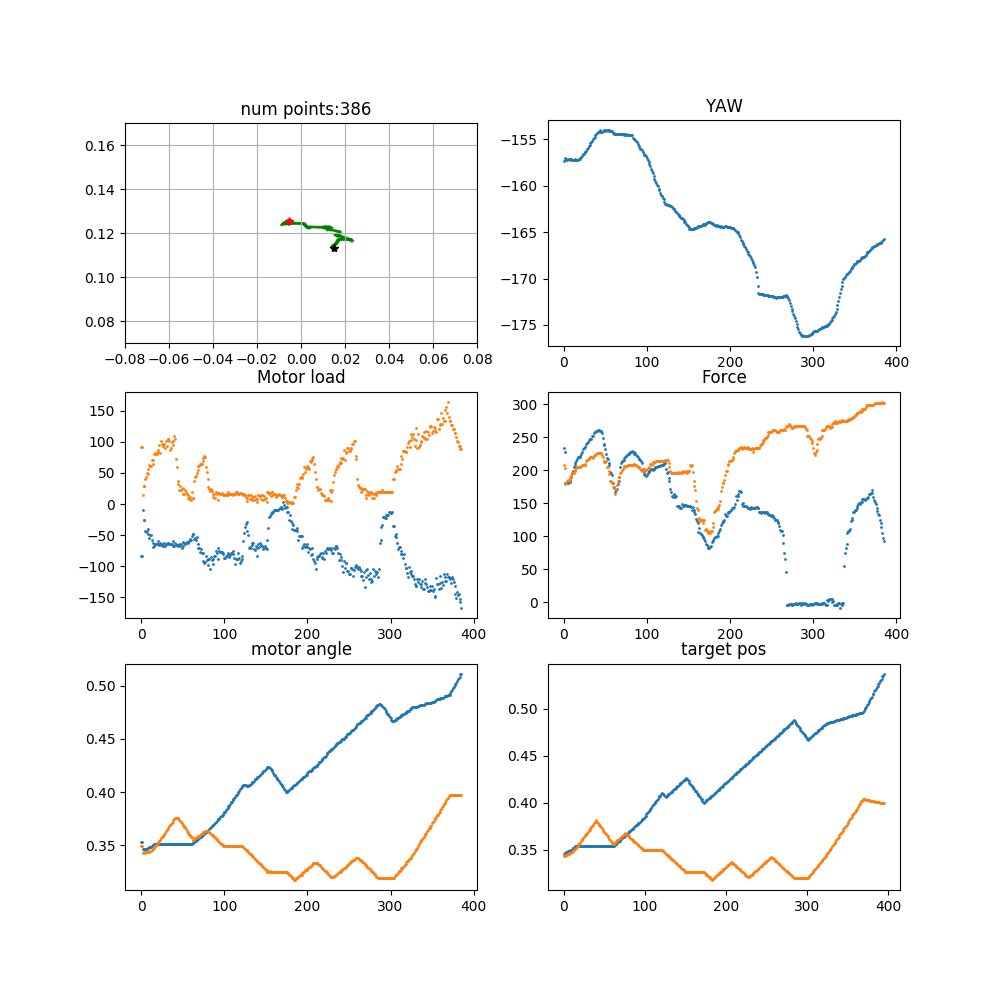 num points:386
YAW
0.16
0.14
0.12
0.10
0.08
−0.08 −0.06 −0.04 −0.02 0.00 0.02 0.04 0.06 0.08
−155
−160
−165
−170
−175
0 100 200 300 400
Motor load
Force
150
100
50
0
−50
−100
−150
0 100 200 300 400
300
250
200
150
100
50
0
0 100 200 300 400
motor angle
target pos
0.50
0.45
0.40
0.35
0 100 200 300 400
0.50
0.45
0.40
0.35
0 100 200 300 400